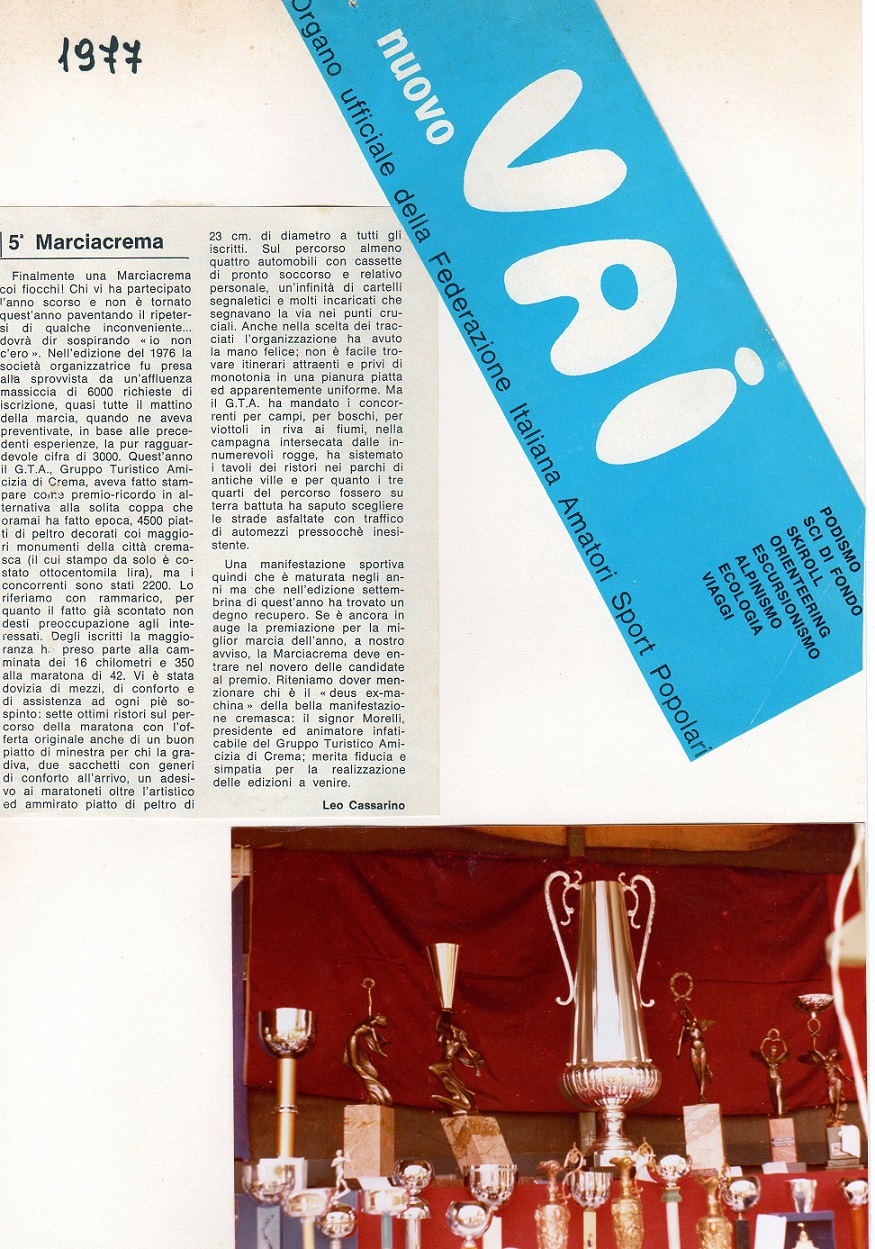 1977
Organo ufficiale della Federazione Italiana Amatori Sport Popolari
nuovo
VAI
PODISMO
SCI DI FONDO
SKIROLL
ORIENTEERING
ESCURSIONISMO
ALPINISMO
ECOLOGIA
VIAGGI
5ª Marciacrema
Finalmente una Marciacrema
coi fiocchi! Chi vi ha partecipato
l'anno scorso e non è tornato
quest'anno paventando il ripeter-
si di qualche inconveniente...
dovrà dir sospirando «io non
c'ero». Nell'edizione del 1976 la
società organizzatrice fu presa
alla sprovvista da un'affluenza
massiccia di 6000 richieste di
iscrizione, quasi tutte il mattino
della marcia, quando ne aveva
preventivate, in base alle prece-
denti esperienze, la pur ragguar-
devole cifra di 3000. Quest'anno
il G.T.A., Gruppo Turistico Ami-
cizia di Crema, aveva fatto stam-
pare come premio-ricordo in al-
ternativa alla solita coppa che
oramai ha fatto epoca, 4500 piat-
ti di peltro decorati coi maggio-
ri monumenti della città crema-
sca (il cui stampo da solo è co-
stato ottocentomila lira), ma i
concorrenti sono stati 2200. Lo
riferiamo con rammarico, per
quanto il fatto già scontato non
desti preoccupazione agli inte-
ressati. Degli iscritti la maggio-
ranza h. preso parte alla cam-
minata dei 16 chilometri e 350
alla maratona di 42. Vi è stata
dovizia di mezzi, di conforto e
di assistenza ad ogni piè so-
spinto: sette ottimi ristori sul per-
corso della maratona con l'of-
ferta originale anche di un buon
piatto di minestra per chi la gra-
diva, due sacchetti con generi
di conforto all'arrivo, un adesi-
vo ai maratoneti oltre l'artistico
ed ammirato piatto di peltro di
23 cm. di diametro a tutti gli
iscritti. Sul percorso almeno
quattro automobili con cassette
di pronto soccorso e relativo
personale, un'infinità di cartelli
segnaletici e molti incaricati che
segnavano la via nei punti cru-
ciali. Anche nella scelta dei trac-
ciati l'organizzazione ha avuto
la mano felice; non è facile tro-
vare itinerari attraenti e privi di
monotonia in una pianura piatta
ed apparentemente uniforme. Ma
il G.T.A. ha mandato i concor-
renti per campi, per boschi, per
viottoli in riva ai fiumi, nella
campagna intersecata dalle in-
numerevoli rogge, ha sistemato
i tavoli dei ristori nei parchi di
antiche ville e per quanto i tre
quarti del percorso fossero su
terra battuta ha saputo scegliere
le strade asfaltate con traffico
di automezzi pressocchè inesi-
stente.
Una manifestazione sportiva
quindi che è maturata negli an-
ni ma che nell'edizione settem-
brina di quest'anno ha trovato un
degno recupero. Se è ancora in
auge la premiazione per la mi-
glior marcia dell'anno, a nostro
avviso, la Marciacrema deve en-
trare nel novero delle candidate
al premio. Riteniamo dover men-
zionare chi è il «deus ex-ma-
china» della bella manifestazio-
ne cremasca: il signor Morelli,
presidente ed animatore infati-
cabile del Gruppo Turistico Ami-
cizia di Crema; merita fiducia e
simpatia per la realizzazione
delle edizioni a venire.
Leo Cassarino